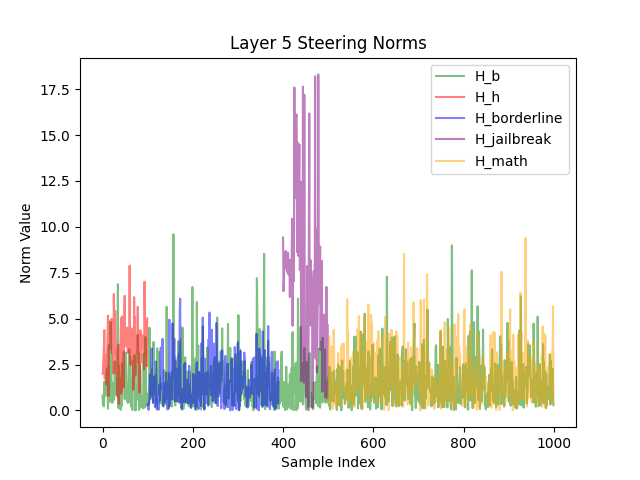 Layer 5 Steering Norms
H_b
H_h
H_borderline
H_jailbreak
H_math
Norm Value
17.5
15.0
12.5
10.0
7.5
5.0
2.5
0.0
0 200 400 600 800 1000
Sample Index